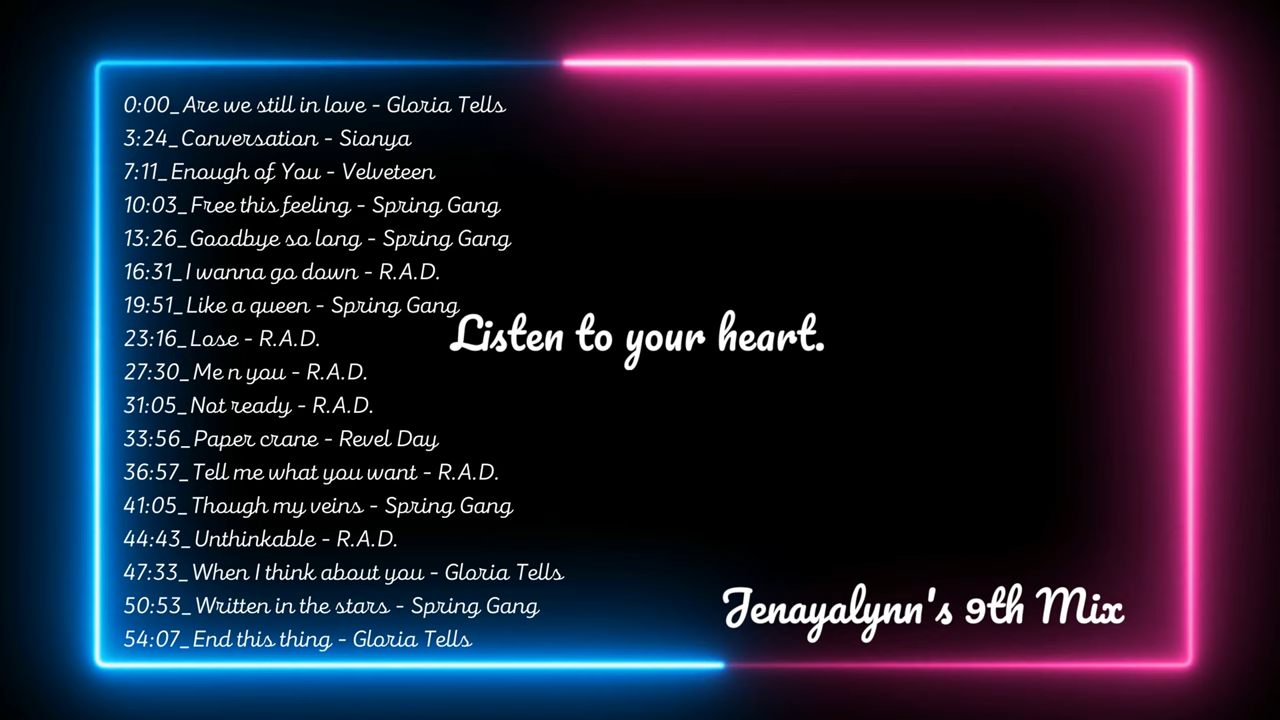 0:00_Are we still in love - Gloria Tells
3:24_Conversation - Sionya
7:11_Enough of You - Velveteen
10:03_Free this feeling - Spring Gang
13:26_Goodbye so long - Spring Gang
16:31_I wanna go down - R.A.D.
19:51_Like a queen - Spring Gang
23:16_Lose - R.A.D.
27:30_Me n you - R.A.D.
31:05_Not ready - R.A.D.
33:56_Paper crane - Revel Day
36:57_Tell me what you want - R.A.D.
41:05_Though my veins - Spring Gang
44:43_Unthinkable - R.A.D.
47:33_When I think about you - Gloria Tells
50:53_Written in the stars - Spring Gang
54:07_End this thing - Gloria Tells
Listen to your heart.
Jenayalynn's 9th Mix